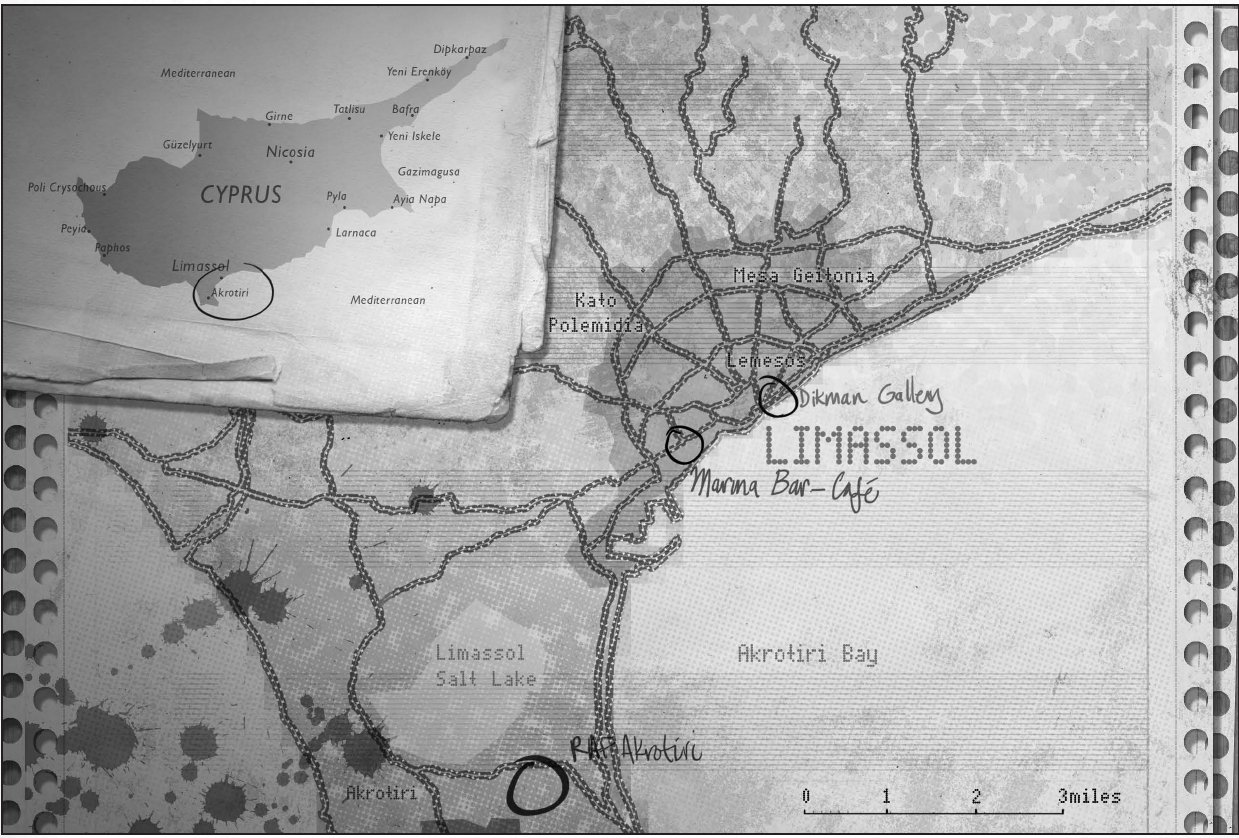 Dipkarpaz
Mediterranean
Yeni Erenköy
Tatlisu
Bafra
Girne
Yeni Iskele
Güzelyurt
Nicosia
Gazimagusa
Poli Crysochous
CYPRUS
Pyla
Ayia Napa
Peyia
Larnaca
Paphos
Limassol
Akrotiri
Mediterranean
Mesa Geitonia
Kato
Polemidia
Lemesos
Dikman Gallery
LIMASSOL
Marina Bar-Café
Limassol
Salt Lake
Akrotiri Bay
RAF Akrotiri
Akrotiri
0 1 2 3miles